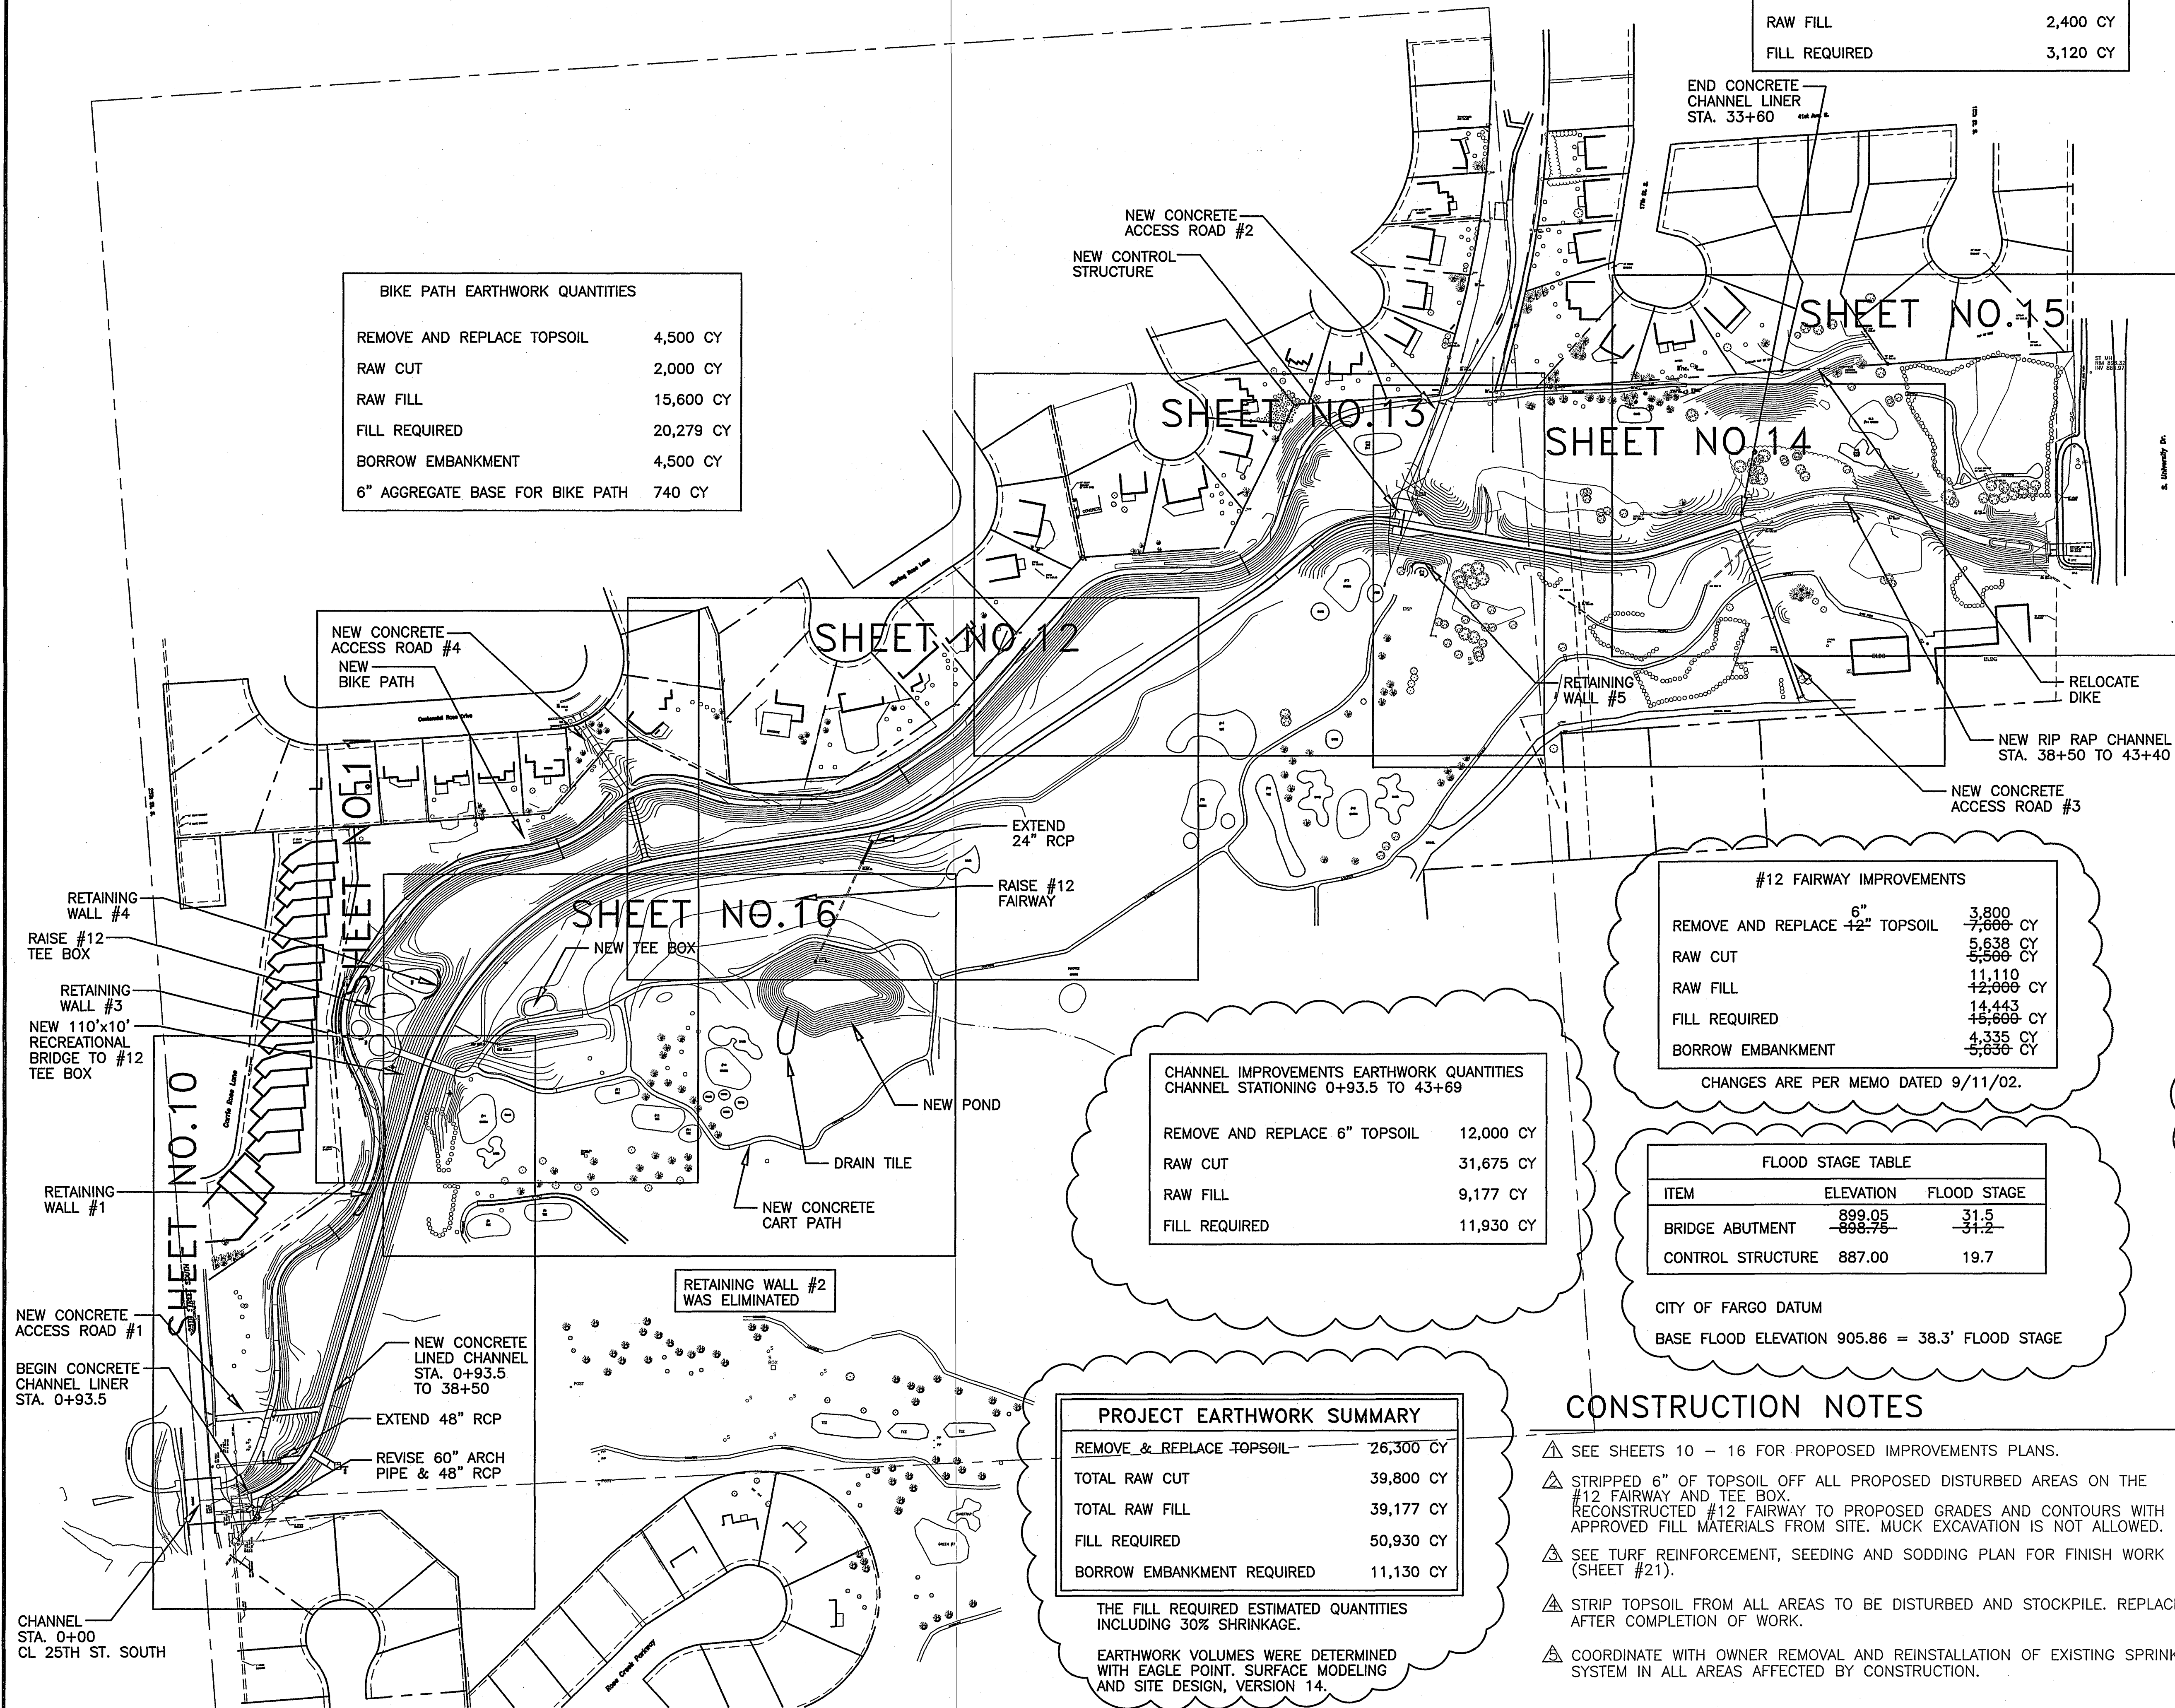 RAW FILL 2,400 CY
FILL REQUIRED 3,120 CY
END CONCRETE
CHANNEL LINER
STA. 33+60
41st Ave. S.
17th St. S.
NEW CONCRETE
ACCESS ROAD #2
NEW CONTROL
STRUCTURE
BIKE PATH EARTHWORK QUANTITIES
REMOVE AND REPLACE TOPSOIL 4,500 CY
RAW CUT 2,000 CY
RAW FILL 15,600 CY
FILL REQUIRED 20,279 CY
BORROW EMBANKMENT 4,500 CY
6" AGGREGATE BASE FOR BIKE PATH 740 CY
SHEET NO.15
SHEET NO.13
SHEET NO.14
S. University Dr.
SHEET NO.12
NEW CONCRETE
ACCESS ROAD #4
NEW
BIKE PATH
Centennial Rose Drive
RETAINING
WALL #5
BLDG
BLDG
RELOCATE
DIKE
NEW RIP RAP CHANNEL
STA. 38+50 TO 43+40
NEW CONCRETE
ACCESS ROAD #3
SHEET NO.11
25th St. S.
EXTEND
24" RCP
RAISE #12
FAIRWAY
SHEET NO.16
NEW TEE BOX
RETAINING
WALL #4
RAISE #12
TEE BOX
RETAINING
WALL #3
NEW 110'x10'
RECREATIONAL
BRIDGE TO #12
TEE BOX
SHEET NO.10
Carrie Rose Lane
NEW POND
DRAIN TILE
NEW CONCRETE
CART PATH
RETAINING
WALL #1
#12 FAIRWAY IMPROVEMENTS
6" 3,800
REMOVE AND REPLACE 12" TOPSOIL 7,600 CY
5,638 CY
RAW CUT 5,500 CY
11,110
RAW FILL 12,000 CY
14,443
FILL REQUIRED 15,600 CY
4,335 CY
BORROW EMBANKMENT 5,630 CY
CHANGES ARE PER MEMO DATED 9/11/02.
CHANNEL IMPROVEMENTS EARTHWORK QUANTITIES
CHANNEL STATIONING 0+93.5 TO 43+69
REMOVE AND REPLACE 6" TOPSOIL 12,000 CY
RAW CUT 31,675 CY
RAW FILL 9,177 CY
FILL REQUIRED 11,930 CY
FLOOD STAGE TABLE
ITEM ELEVATION FLOOD STAGE
899.05 31.5
BRIDGE ABUTMENT 898.75 31.2
CONTROL STRUCTURE 887.00 19.7
CITY OF FARGO DATUM
BASE FLOOD ELEVATION 905.86 = 38.3' FLOOD STAGE
RETAINING WALL #2
WAS ELIMINATED
NEW CONCRETE
ACCESS ROAD #1
BEGIN CONCRETE
CHANNEL LINER
STA. 0+93.5
NEW CONCRETE
LINED CHANNEL
STA. 0+93.5
TO 38+50
EXTEND 48" RCP
REVISE 60" ARCH
PIPE & 48" RCP
CHANNEL
STA. 0+00
CL 25TH ST. SOUTH
Rose Creek Parkway
PROJECT EARTHWORK SUMMARY
REMOVE & REPLACE TOPSOIL 26,300 CY
TOTAL RAW CUT 39,800 CY
TOTAL RAW FILL 39,177 CY
FILL REQUIRED 50,930 CY
BORROW EMBANKMENT REQUIRED 11,130 CY
THE FILL REQUIRED ESTIMATED QUANTITIES
INCLUDING 30% SHRINKAGE.
EARTHWORK VOLUMES WERE DETERMINED
WITH EAGLE POINT. SURFACE MODELING
AND SITE DESIGN, VERSION 14.
CONSTRUCTION NOTES
1 SEE SHEETS 10 - 16 FOR PROPOSED IMPROVEMENTS PLANS.
2 STRIPPED 6" OF TOPSOIL OFF ALL PROPOSED DISTURBED AREAS ON THE
#12 FAIRWAY AND TEE BOX.
RECONSTRUCTED #12 FAIRWAY TO PROPOSED GRADES AND CONTOURS WITH
APPROVED FILL MATERIALS FROM SITE. MUCK EXCAVATION IS NOT ALLOWED.
3 SEE TURF REINFORCEMENT, SEEDING AND SODDING PLAN FOR FINISH WORK
(SHEET #21).
4 STRIP TOPSOIL FROM ALL AREAS TO BE DISTURBED AND STOCKPILE. REPLAC
AFTER COMPLETION OF WORK.
5 COORDINATE WITH OWNER REMOVAL AND REINSTALLATION OF EXISTING SPRINK
SYSTEM IN ALL AREAS AFFECTED BY CONSTRUCTION.